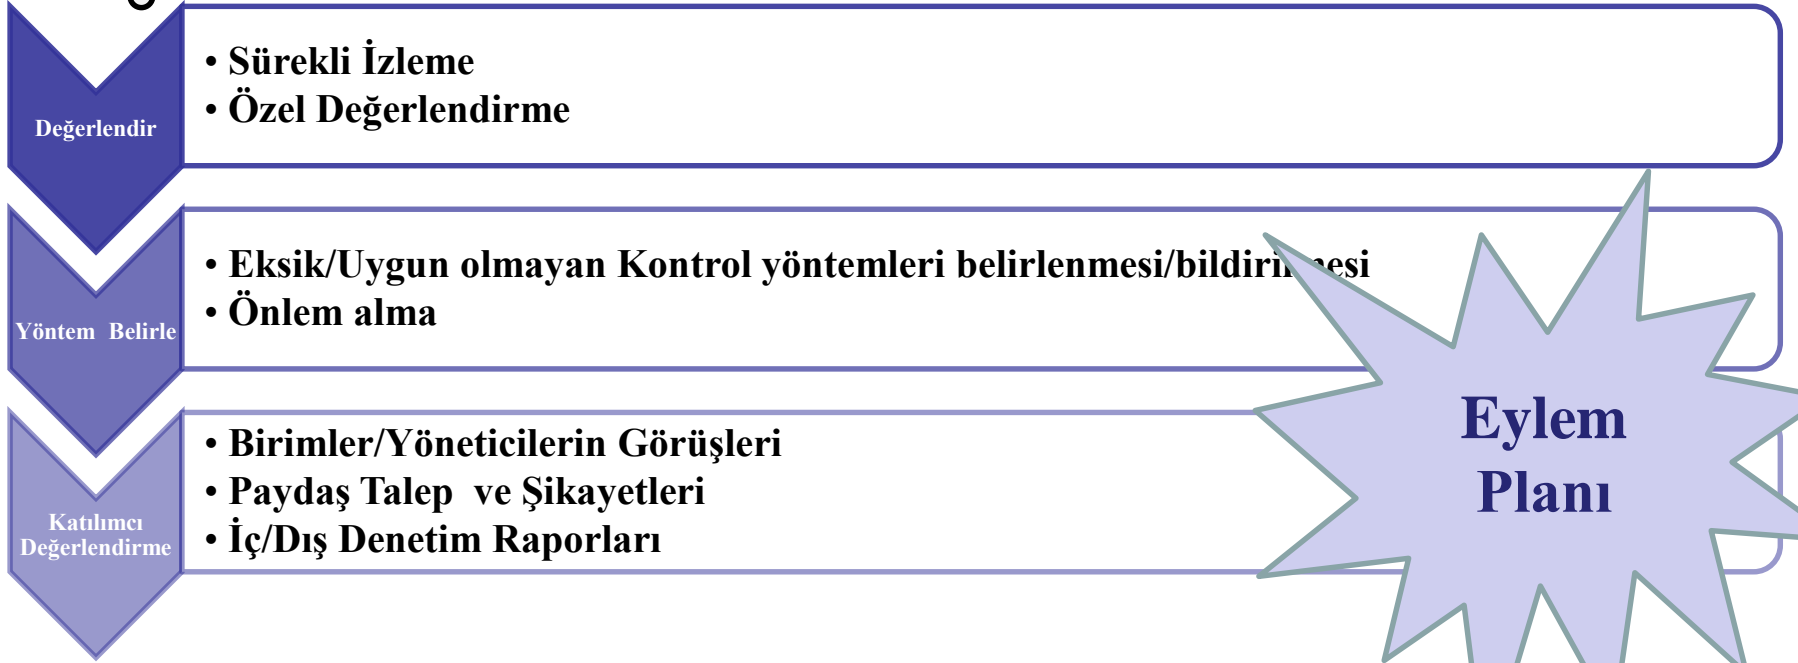 Değerlendir
• Sürekli İzleme
• Özel Değerlendirme
Yöntem Belirle
• Eksik/Uygun olmayan Kontrol yöntemleri belirlenmesi/bildirilmesi
• Önlem alma
Katılımcı
Değerlendirme
• Birimler/Yöneticilerin Görüşleri
• Paydaş Talep ve Şikayetleri
• İç/Dış Denetim Raporları
Eylem
Planı